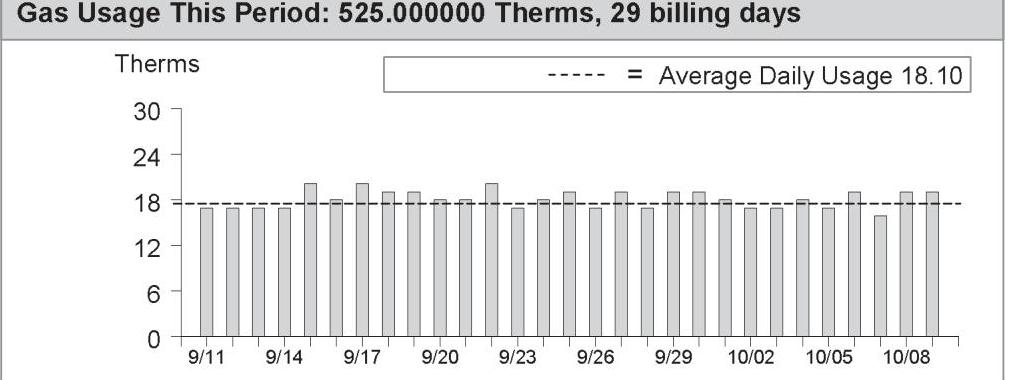 Gas Usage This Period: 525.000000 Therms, 29 billing days
Therms
----- = Average Daily Usage 18.10
30
24
18
12
6
0
9/11 9/14 9/17 9/20 9/23 9/26 9/29 10/02 10/05 10/08